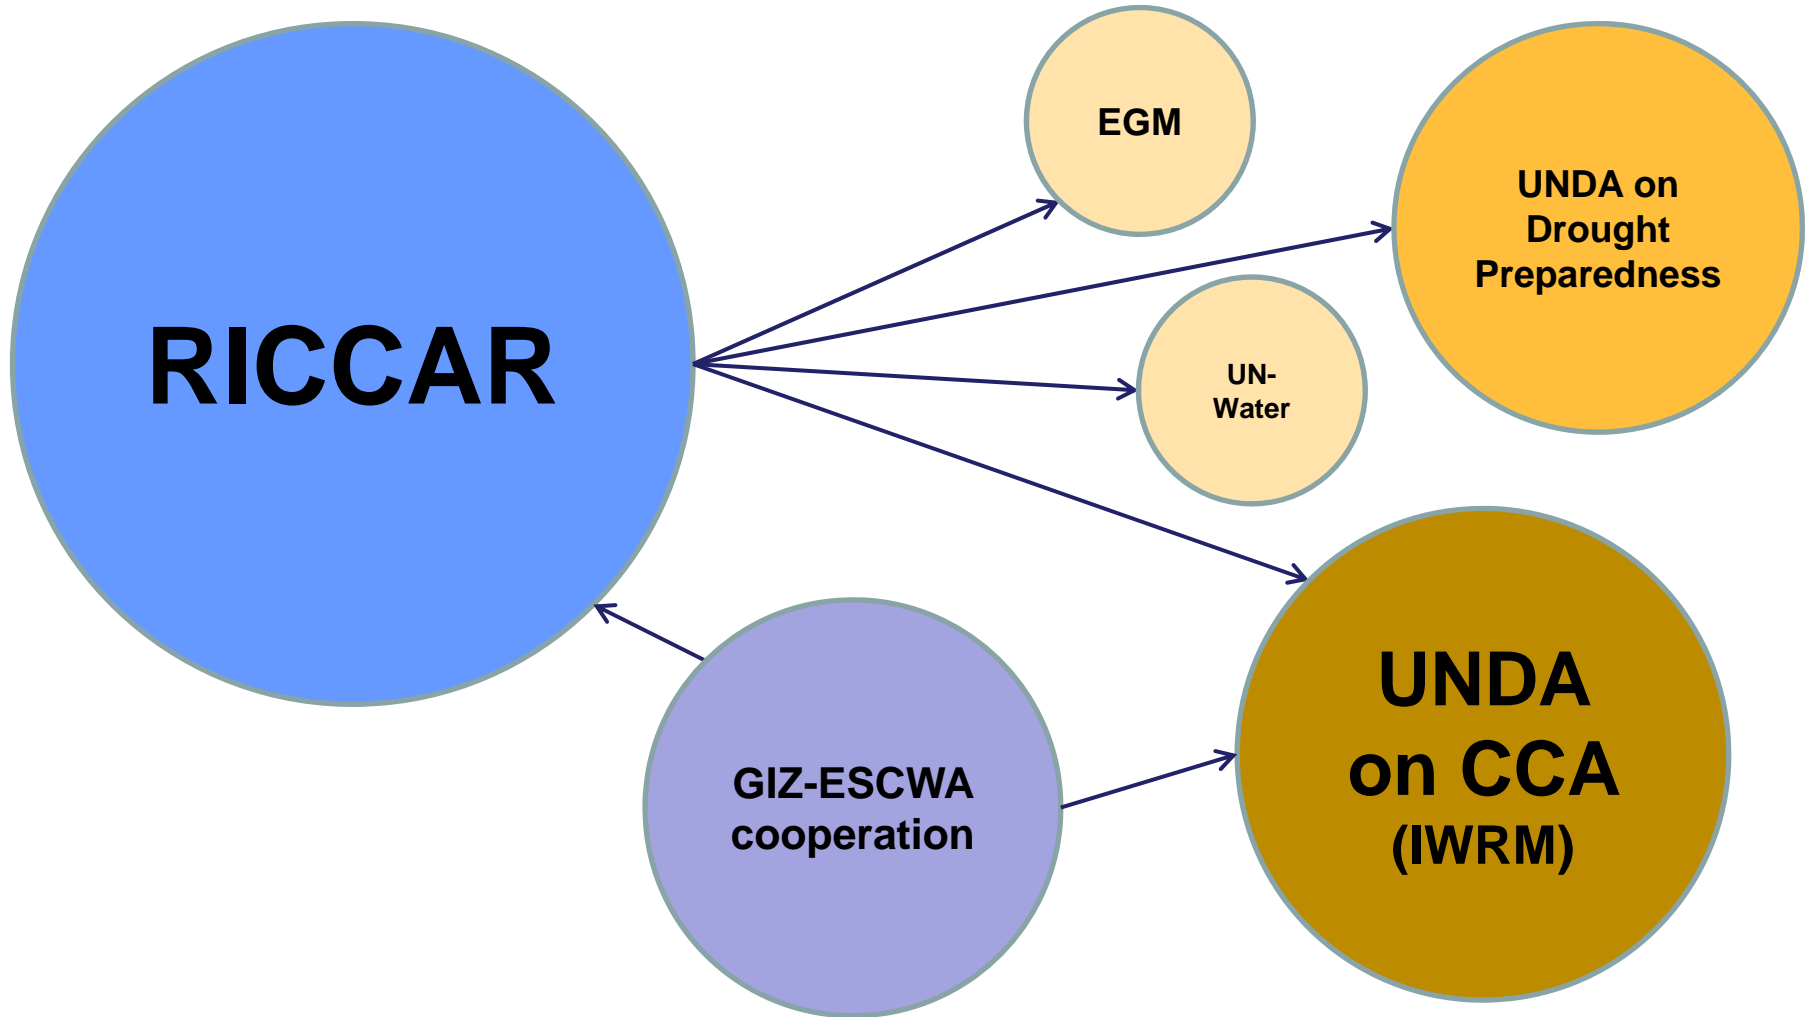 RICCAR
EGM
UNDA on
Drought
Preparedness
UN-
Water
GIZ-ESCWA
cooperation
UNDA
on CCA
(IWRM)